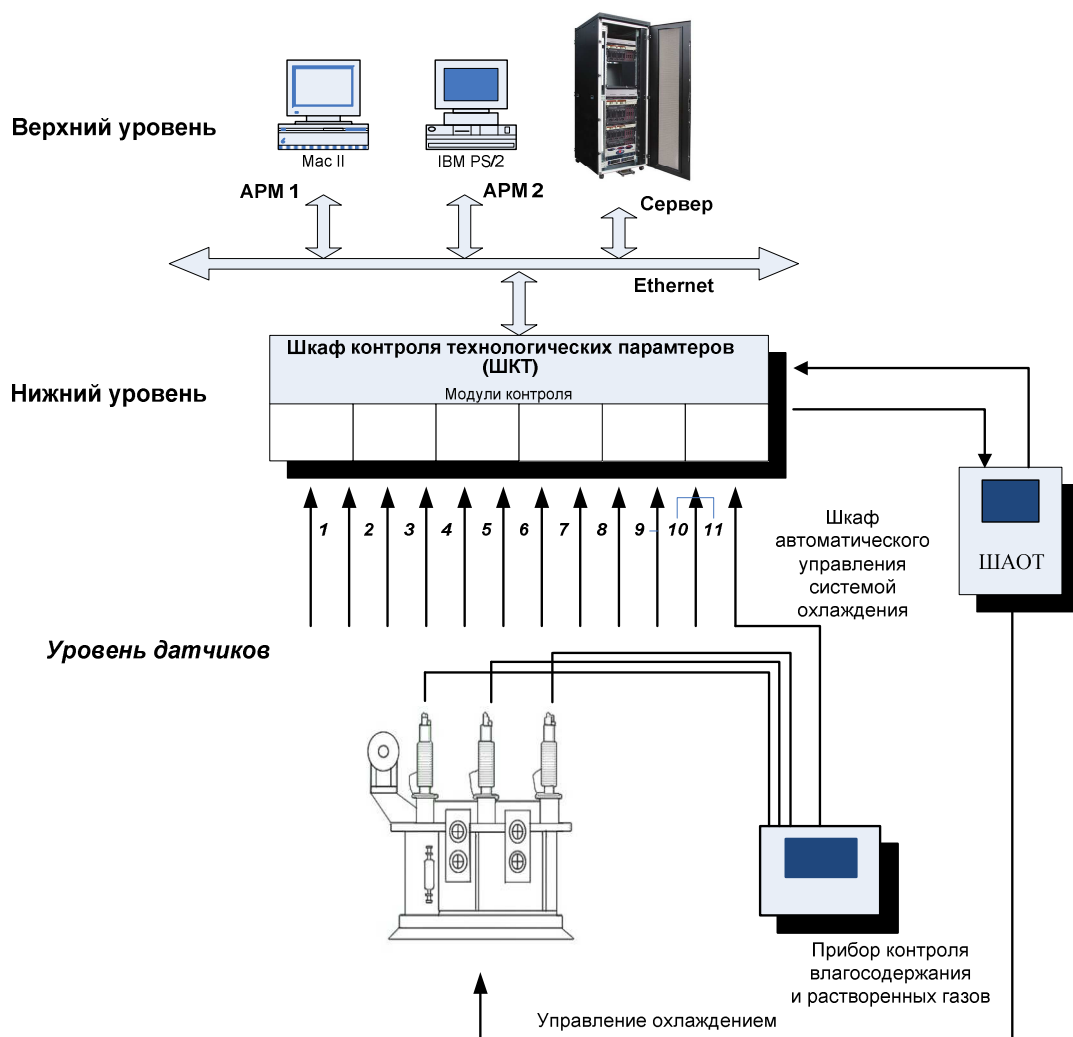 Верхний уровень
Mac II
IBM PS/2
АРМ 1
АРМ 2
Сервер
Ethernet
Шкаф контроля технологических парамтеров
(ШКТ)
Модули контроля
Нижний уровень
1 2 3 4 5 6 7 8 9 10 11
Шкаф
автоматического
управления
системой
охлаждения
ШАОТ
Уровень датчиков
Прибор контроля
влагосодержания
и растворенных газов
Управление охлаждением